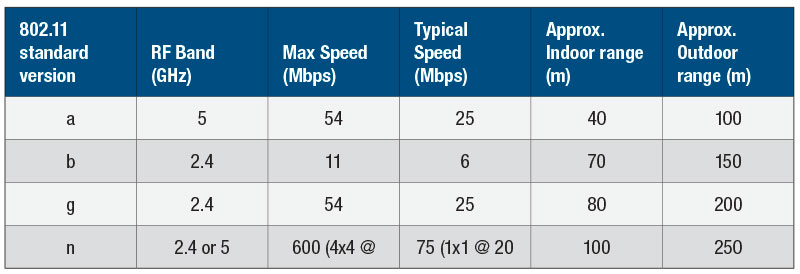 802.11 standard version RF Band (GHz) Max Speed (Mbps) Typical Speed (Mbps) Approx. Indoor range (m) Approx. Outdoor range (m)
a 5 54 25 40 100
b 2.4 11 6 70 150
g 2.4 54 25 80 200
n 2.4 or 5 600 (4x4 @ 75 (1x1 @ 20 100 250